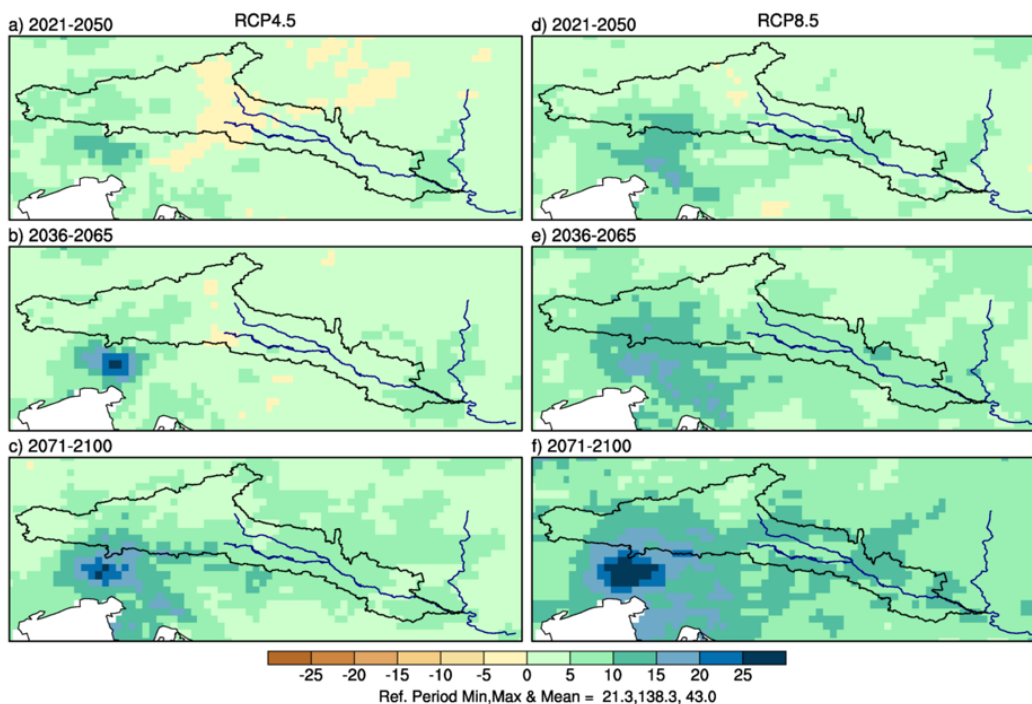 RCP4.5 RCP8.5
a) 2021-2050 d) 2021-2050
b) 2036-2065 e) 2036-2065
c) 2071-2100 f) 2071-2100
-25 -20 -15 -10 -5 0 5 10 15 20 25
Ref. Period Min,Max & Mean = 21.3,138.3, 43.0